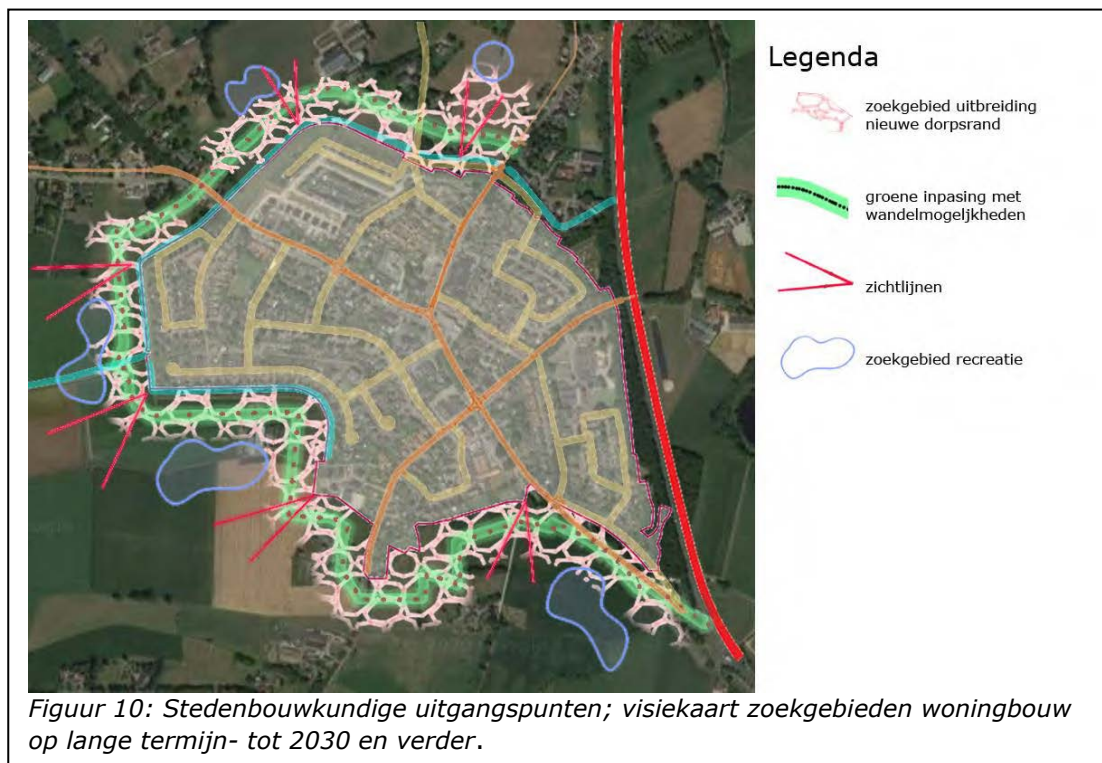 Legenda
zoekgebied uitbreiding
nieuwe dorpsrand
groene inpasing met
wandelmogeljkheden
zichtlijnen
zoekgebied recreatie
Figuur 10: Stedenbouwkundige uitgangspunten; visiekaart zoekgebieden woningbouw
op lange termijn- tot 2030 en verder.